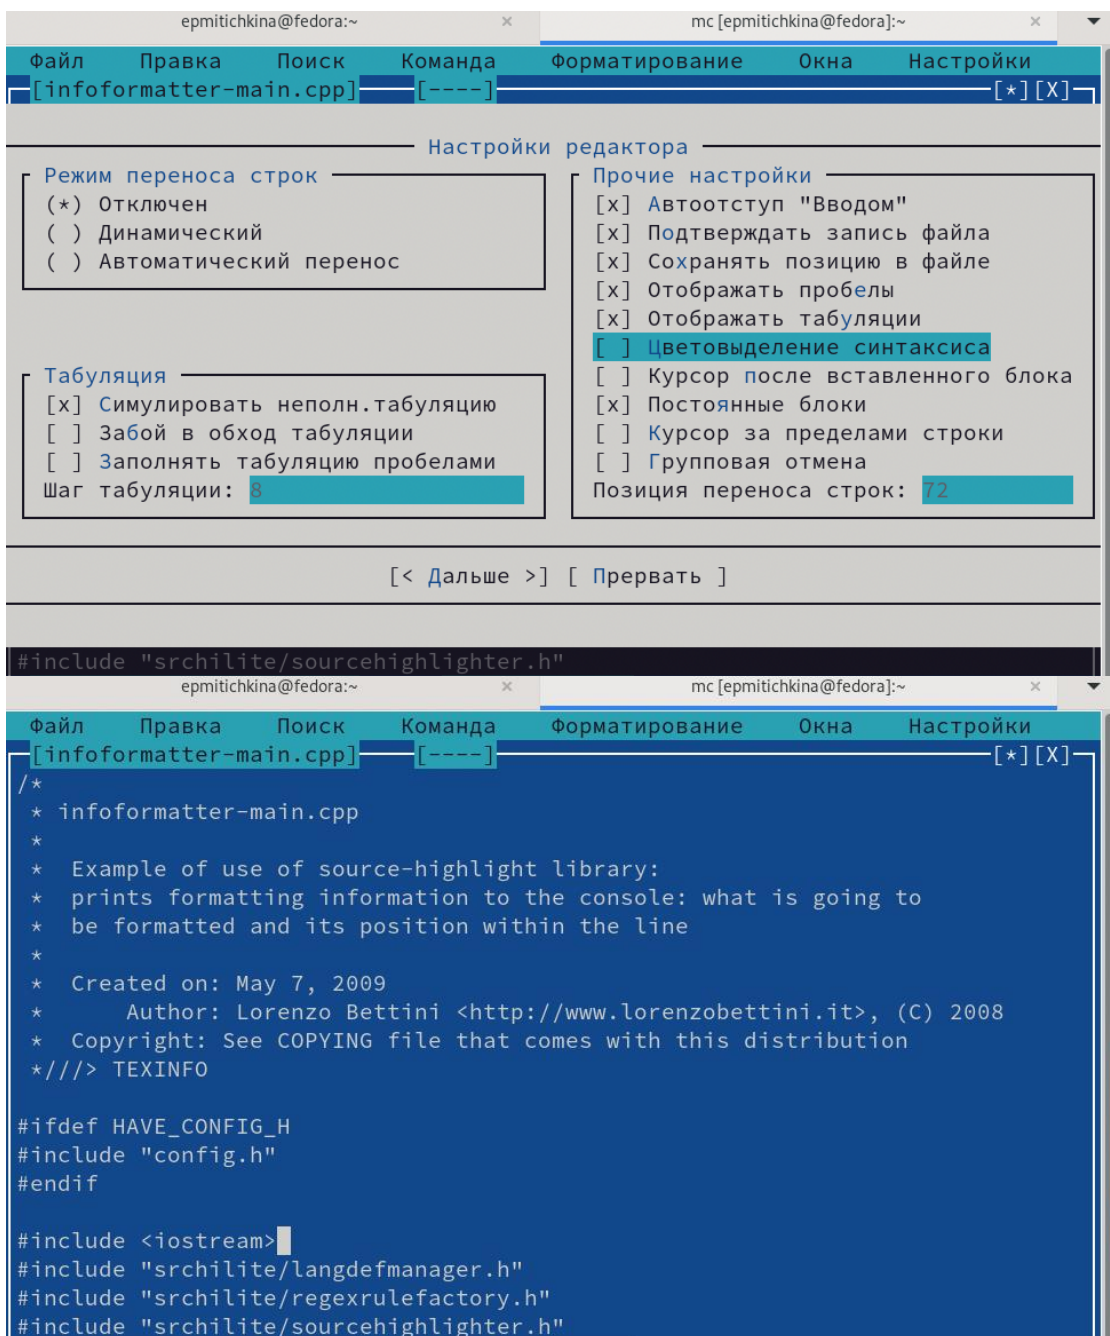 epmitichkina@fedora:~ × mc [epmitichkina@fedora]:~ ×
Файл Правка Поиск Команда Форматирование Окна Настройки
[infoformatter-main.cpp] [----] [*][X]
Настройки редактора
Режим переноса строк
(*) Отключен
( ) Динамический
( ) Автоматический перенос
Табуляция
[x] Симулировать неполн.табуляцию
[ ] Забой в обход табуляции
[ ] Заполнять табуляцию пробелами
Шаг табуляции: 8
Прочие настройки
[x] Автоотступ "Вводом"
[x] Подтверждать запись файла
[x] Сохранять позицию в файле
[x] Отображать пробелы
[x] Отображать табуляции
[ ] Цветовыделение синтаксиса
[ ] Курсор после вставленного блока
[x] Постоянные блоки
[ ] Курсор за пределами строки
[ ] Групповая отмена
Позиция переноса строк: 72
[< Дальше >] [ Прервать ]
#include "srchilite/sourcehighlighter.h"
epmitichkina@fedora:~ × mc [epmitichkina@fedora]:~ ×
Файл Правка Поиск Команда Форматирование Окна Настройки
[infoformatter-main.cpp] [----] [*][X]
/*
* infoformatter-main.cpp
*
* Example of use of source-highlight library:
* prints formatting information to the console: what is going to
* be formatted and its position within the line
*
* Created on: May 7, 2009
* Author: Lorenzo Bettini <http://www.lorenzobettini.it>, (C) 2008
* Copyright: See COPYING file that comes with this distribution
*///> TEXINFO
#ifdef HAVE_CONFIG_H
#include "config.h"
#endif
#include <iostream>
#include "srchilite/langdefmanager.h"
#include "srchilite/regexrulefactory.h"
#include "srchilite/sourcehighlighter.h"